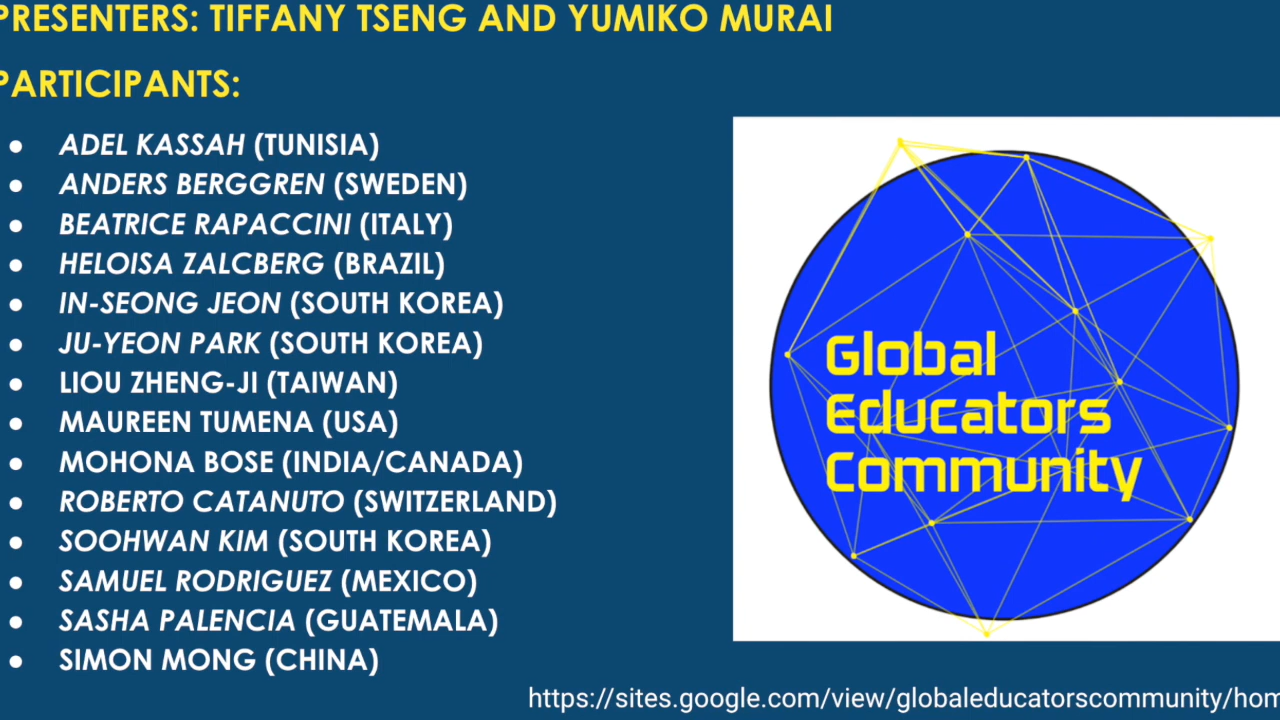 PRESENTERS: TIFFANY TSENG AND YUMIKO MURAI
PARTICIPANTS:
● ADEL KASSAH (TUNISIA)
● ANDERS BERGGREN (SWEDEN)
● BEATRICE RAPACCINI (ITALY)
● HELOISA ZALCBERG (BRAZIL)
● IN-SEONG JEON (SOUTH KOREA)
● JU-YEON PARK (SOUTH KOREA)
● LIOU ZHENG-JI (TAIWAN)
● MAUREEN TUMENA (USA)
● MOHONA BOSE (INDIA/CANADA)
● ROBERTO CATANUTO (SWITZERLAND)
● SOOHWAN KIM (SOUTH KOREA)
● SAMUEL RODRIGUEZ (MEXICO)
● SASHA PALENCIA (GUATEMALA)
● SIMON MONG (CHINA)
Global
Educators
Community
https://sites.google.com/view/globaleducatorscommunity/hom